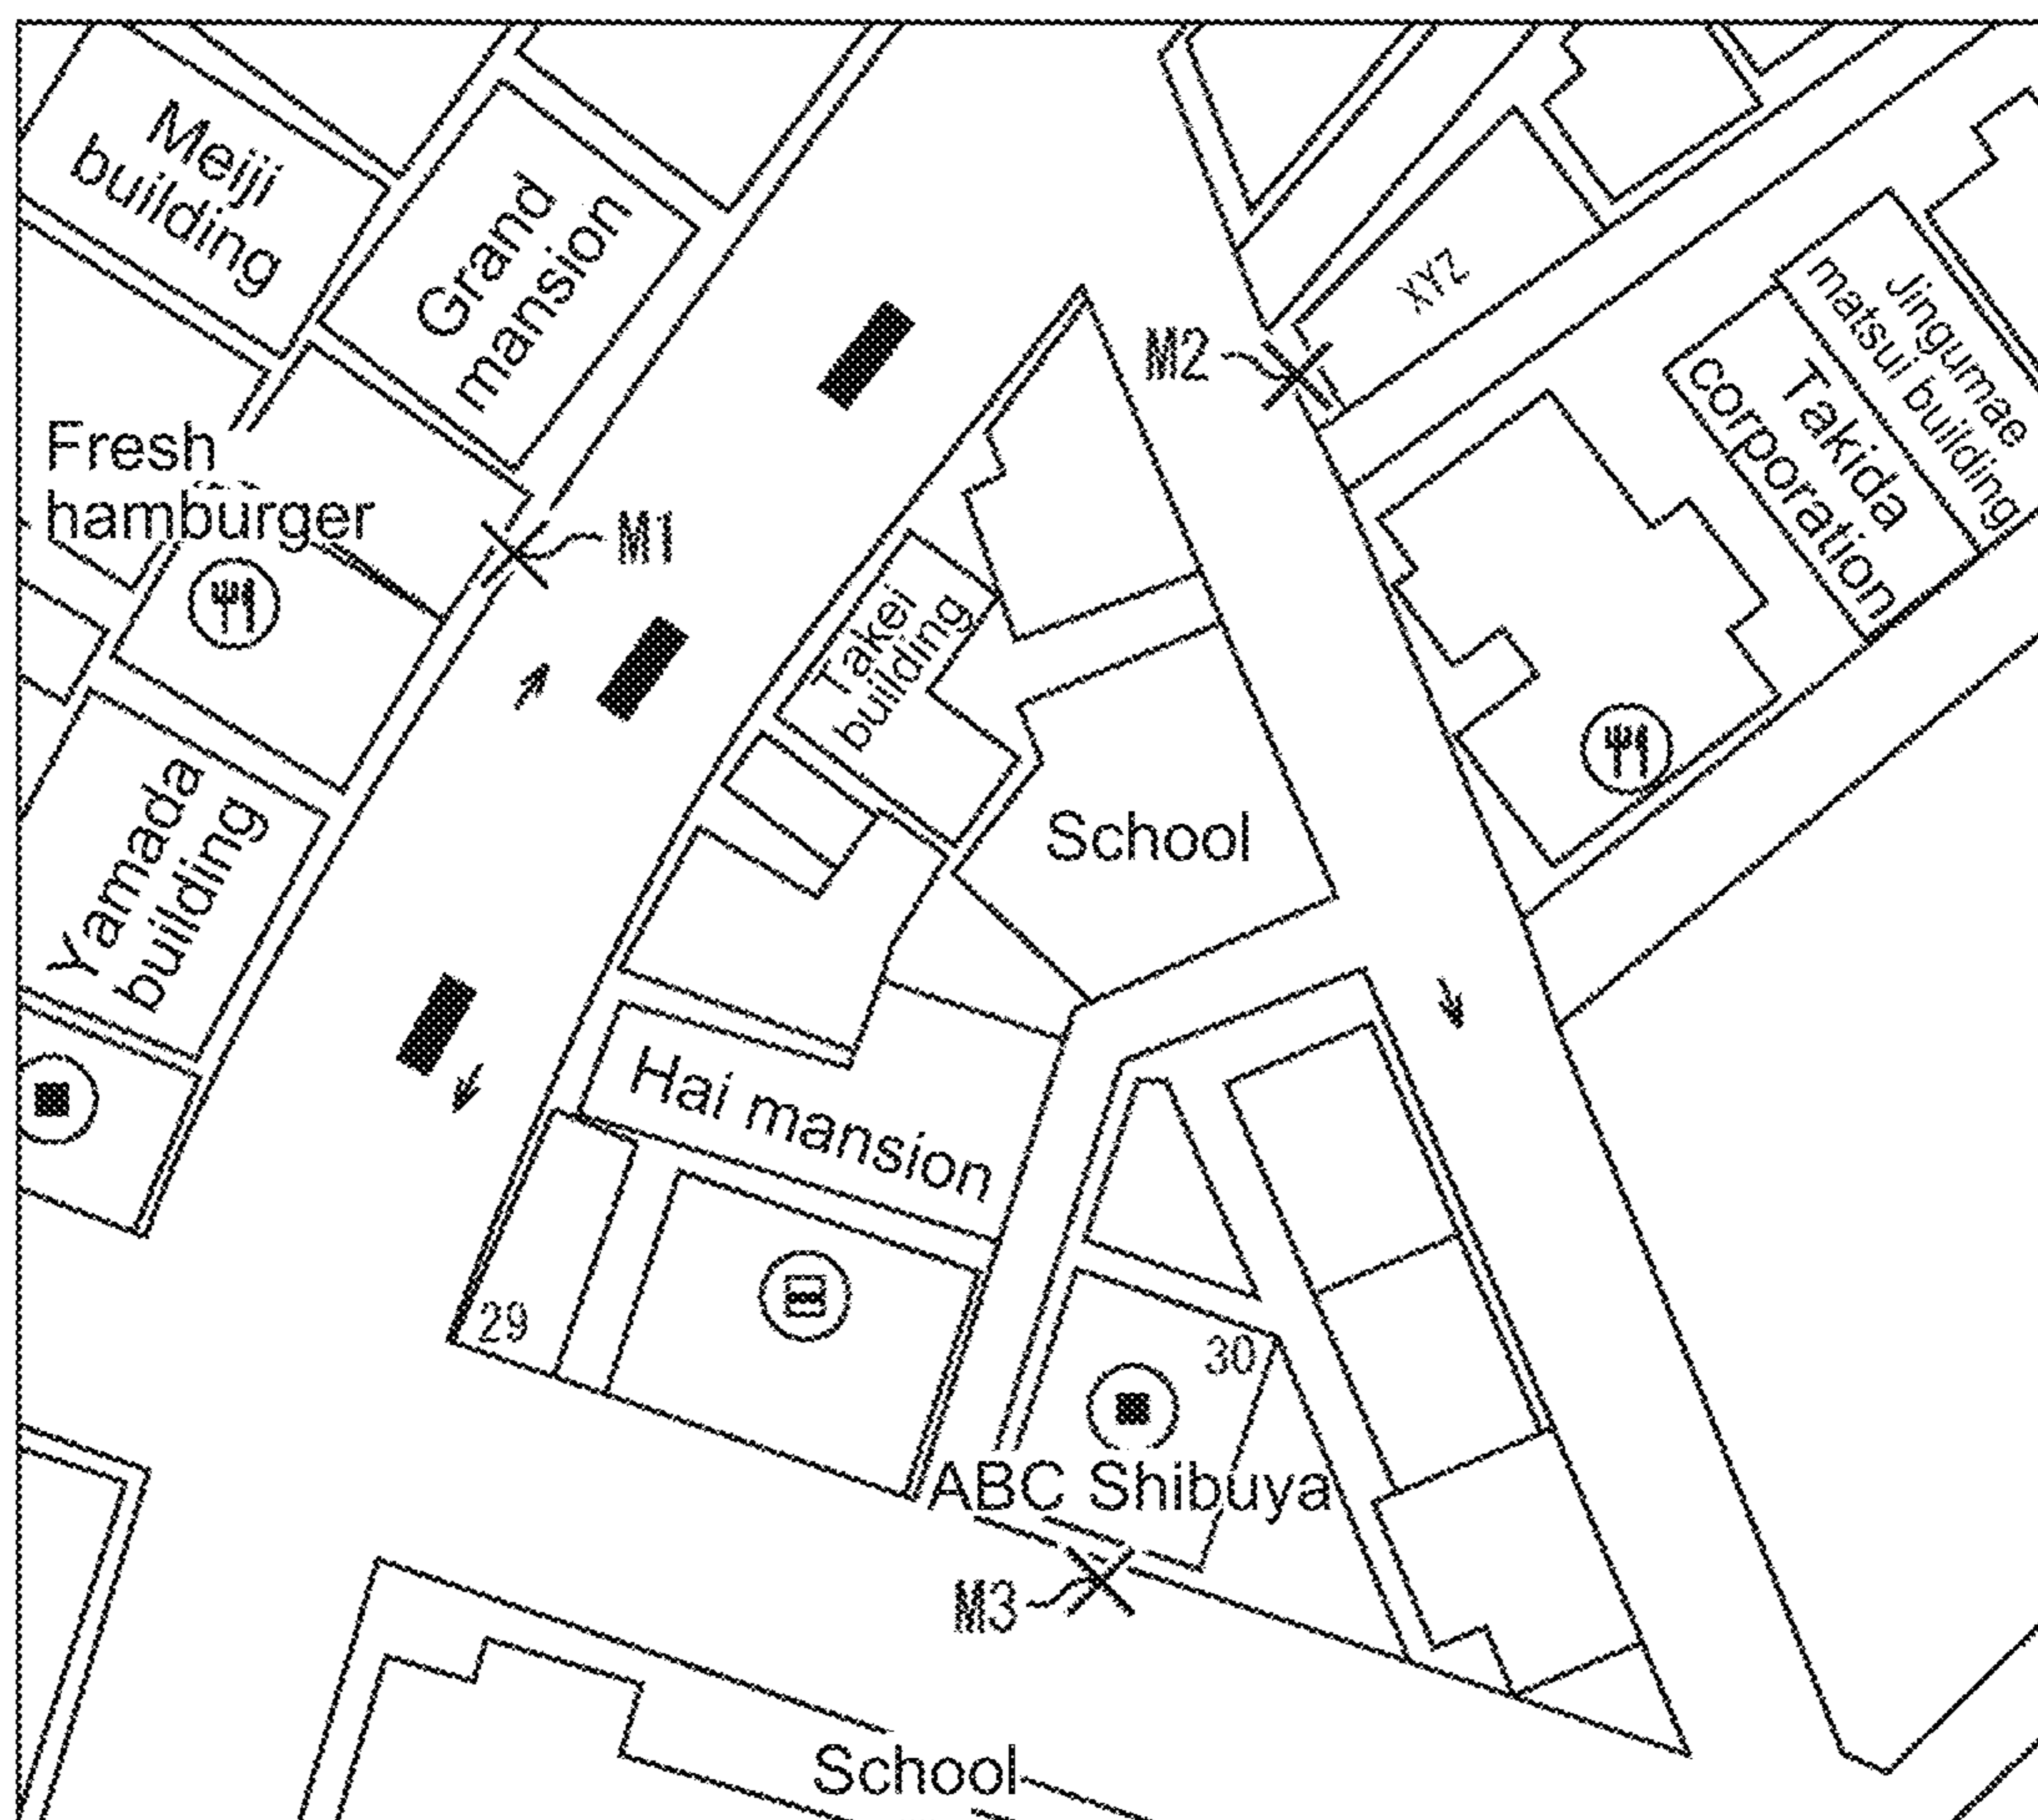 Meiji
building
Grand
mansion
XYZ
Jingumae
matsui building
Takida
corporation
M2
Fresh
hamburger
M1
Takei
building
School
Yamada
building
Hai mansion
29
30
ABC Shibuya
M3
School